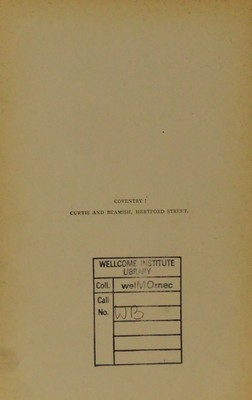 COVENTRY:
CURTIS AND BEAMISH, HERTFORD STREET.
WELLCOME INSTITUTE
LIBRARY
Coll. welMOmec
Call
No. WB